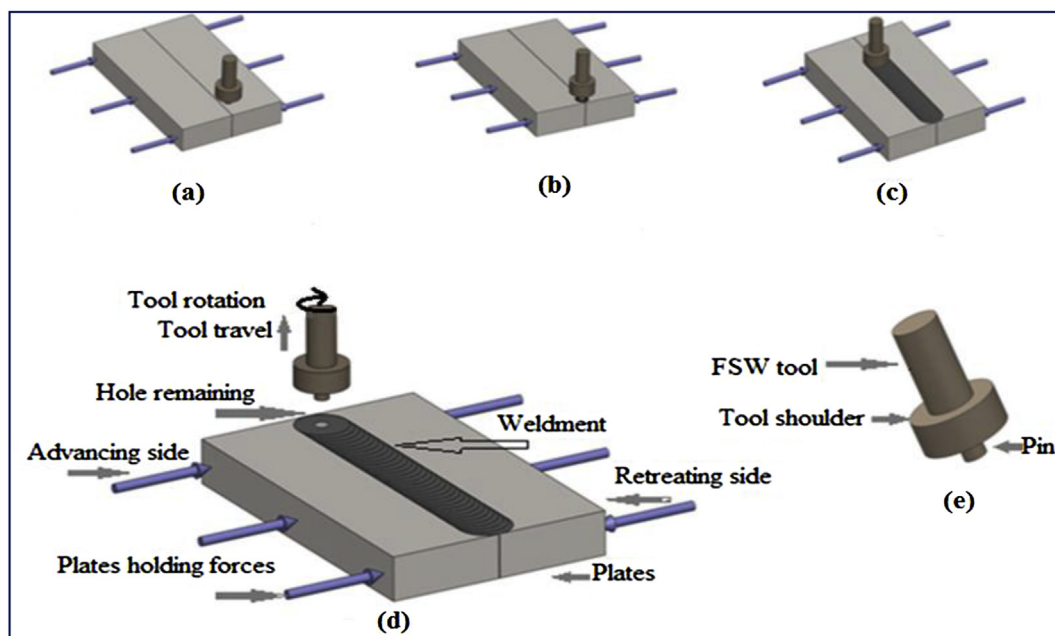 (a)
(b)
(c)
Tool rotation
Tool travel
Hole remaining
Weldment
Advancing side
Retreating side
Plates holding forces
Plates
(d)
FSW tool
Tool shoulder
Pin
(e)